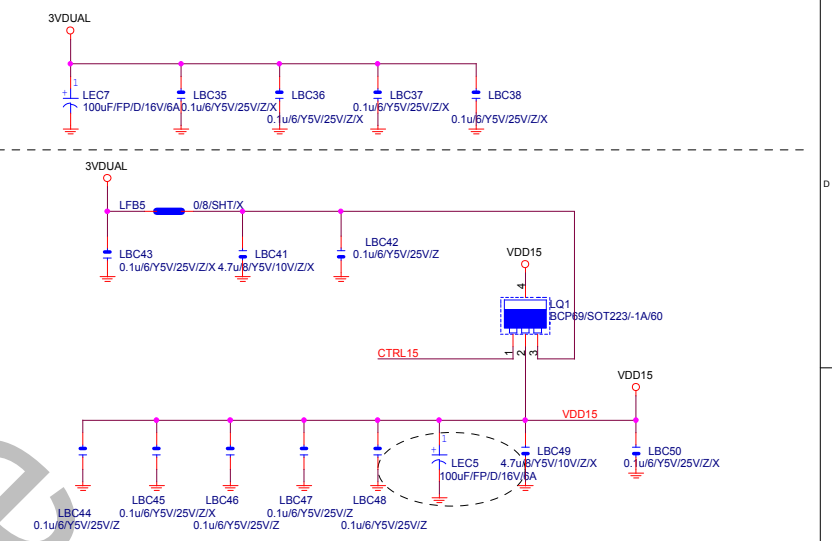 3VDUAL
1
+
LEC7
100uF/FP/D/16V/6A
LBC35
0.1u/6/Y5V/25V/Z/X
LBC36
0.1u/6/Y5V/25V/Z/X
LBC37
0.1u/6/Y5V/25V/Z/X
LBC38
0.1u/6/Y5V/25V/Z/X
D
3VDUAL
LFB5
0/8/SHT/X
LBC43
0.1u/6/Y5V/25V/Z/X
LBC41
4.7u/8/Y5V/10V/Z/X
LBC42
0.1u/6/Y5V/25V/Z
VDD15
4
LQ1
BCP69/SOT223/-1A/60
CTRL15
1
2
3
VDD15
VDD15
LBC44
0.1u/6/Y5V/25V/Z
LBC45
0.1u/6/Y5V/25V/Z/X
LBC46
0.1u/6/Y5V/25V/Z
LBC47
0.1u/6/Y5V/25V/Z
LBC48
0.1u/6/Y5V/25V/Z
1
+
LEC5
100uF/FP/D/16V/6A
LBC49
4.7u/8/Y5V/10V/Z/X
LBC50
0.1u/6/Y5V/25V/Z/X